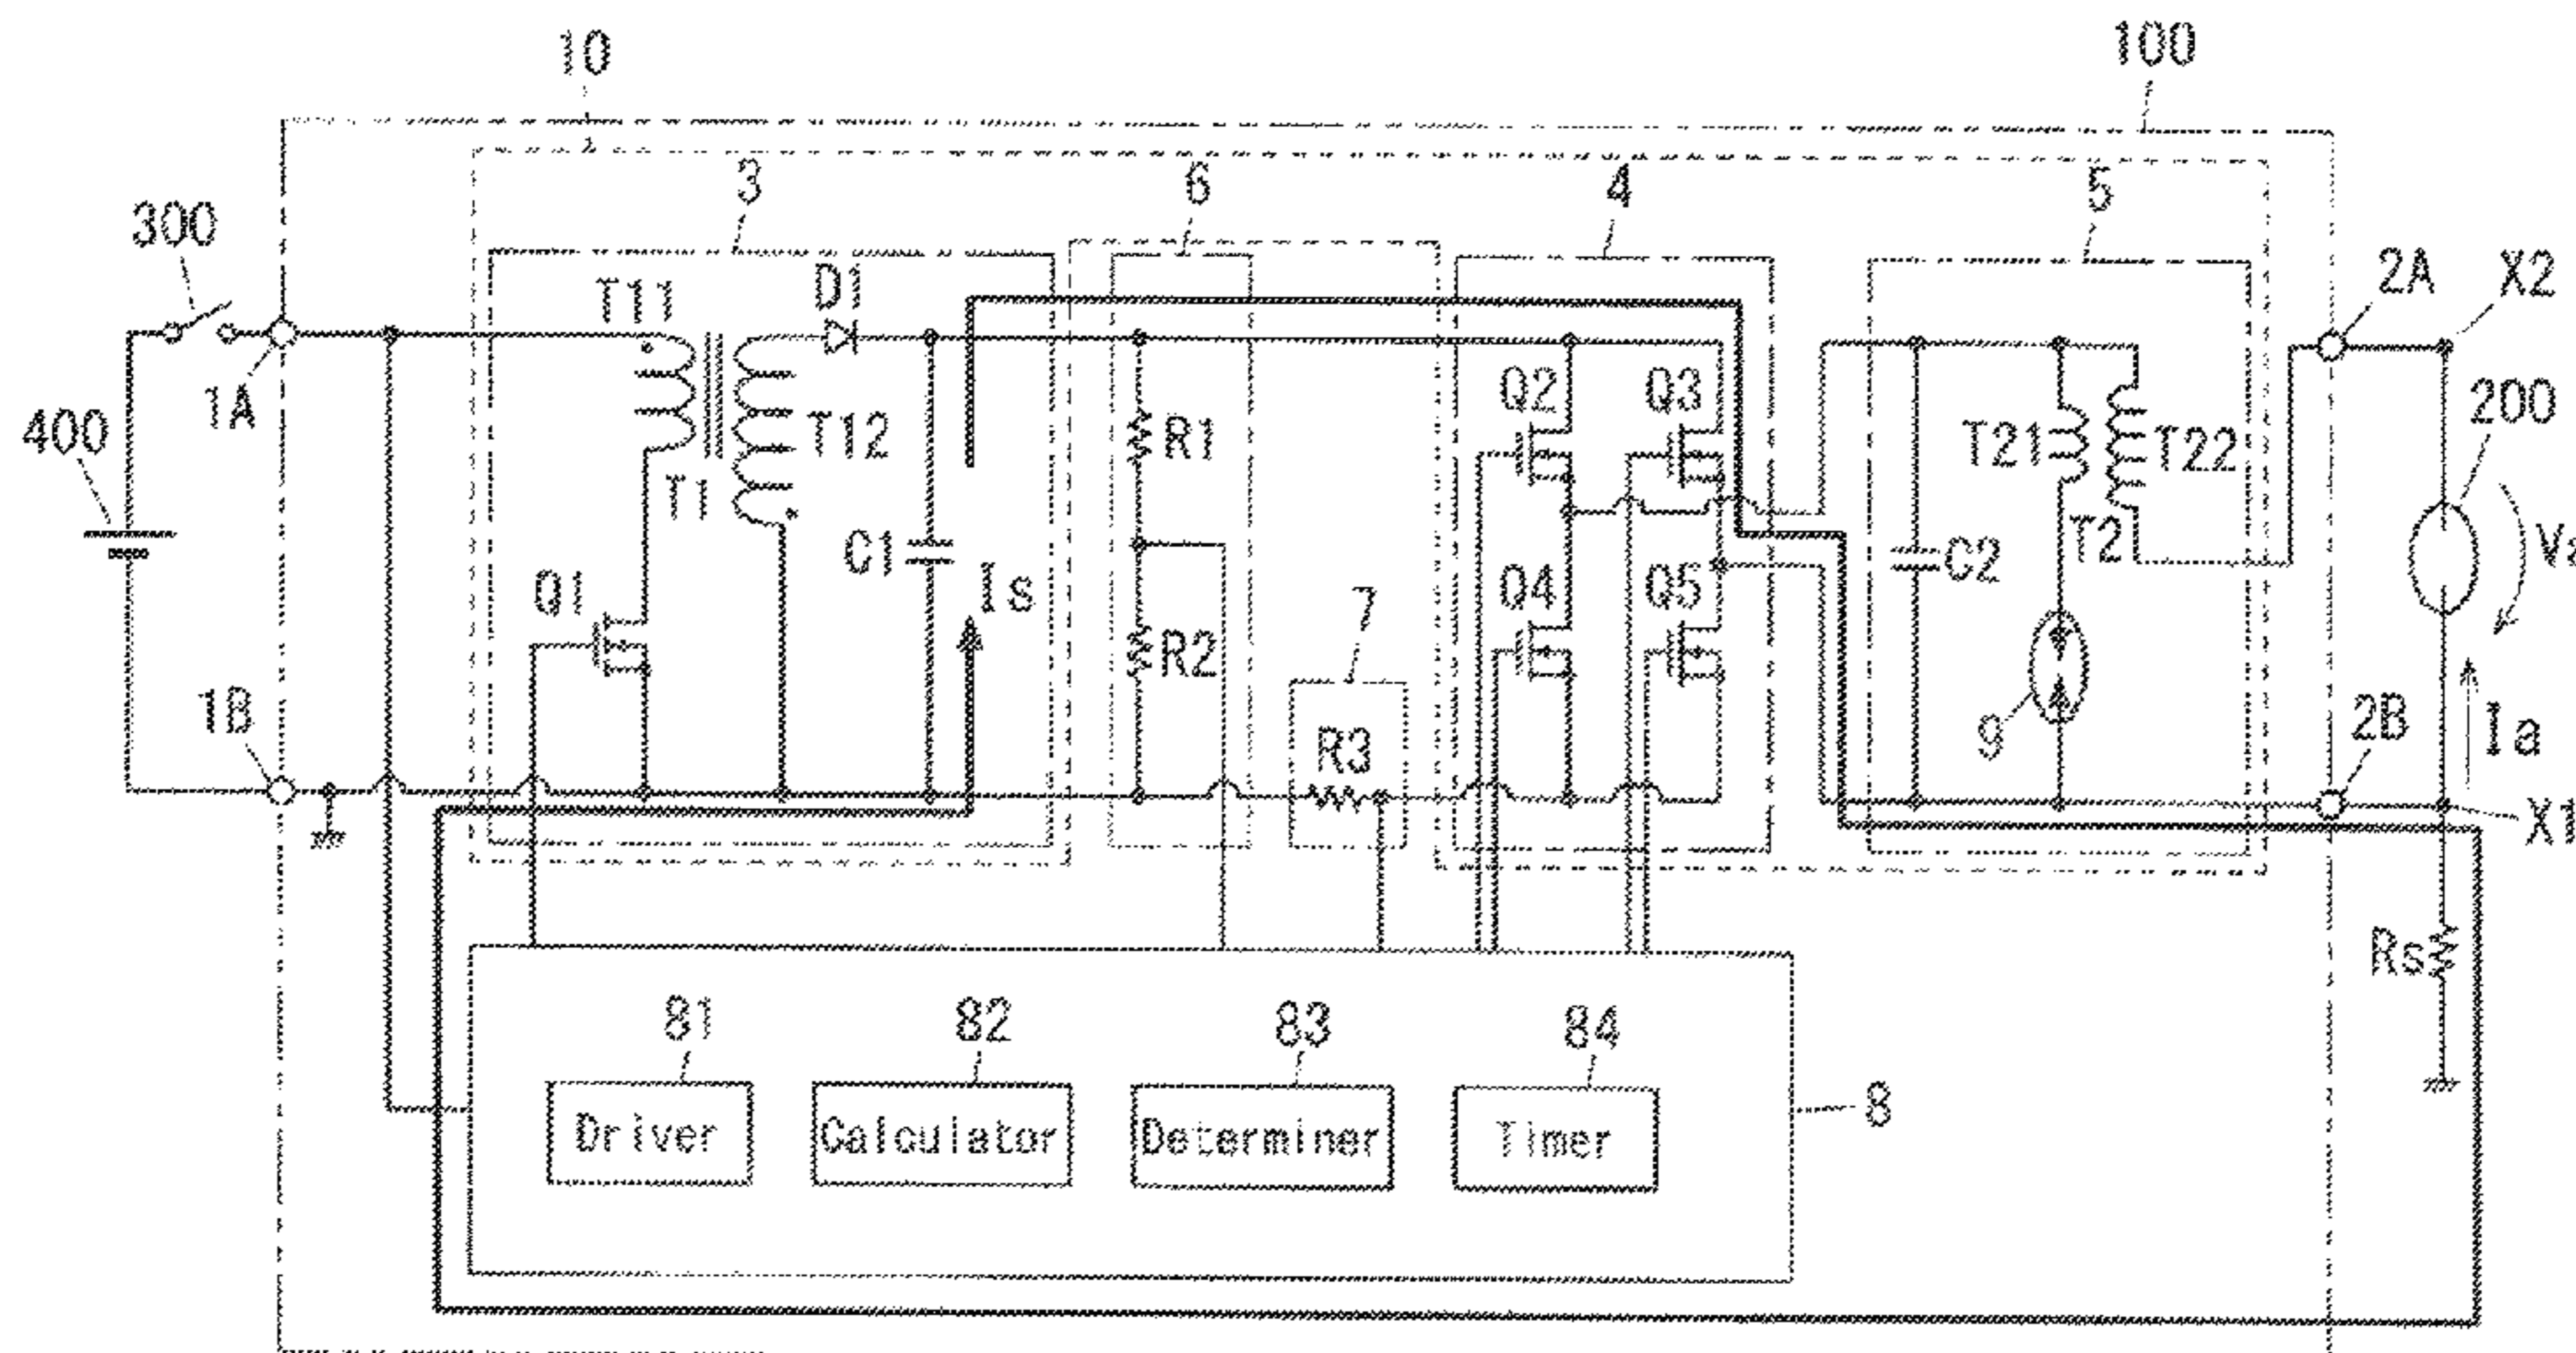 10
100
3
6
4
5
300
T11
D1
2A
X2
1A
400
T12
T1
R1
Q2
Q3
T21
T22
200
C1
Is
Q1
R2
7
Q4
Q5
T2
C2
1B
R3
9
2B
Ia
X1
Rs
81
82
83
84
8
Driver
Calculator
Determiner
Timer